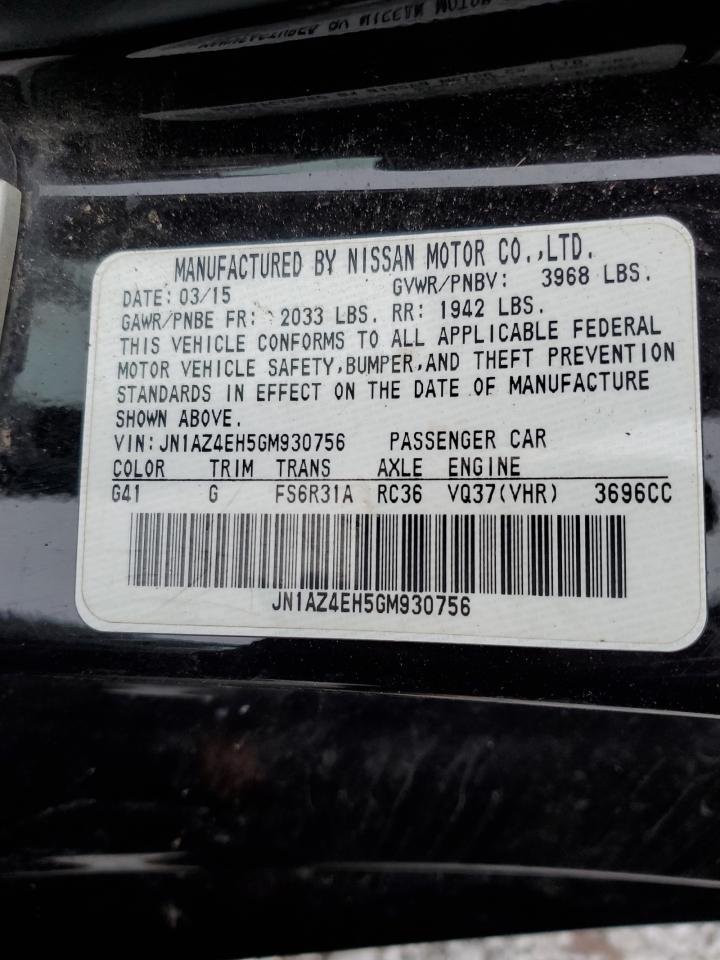 MANUFACTURED BY NISSAN MOTOR CO.,LTD.
DATE: 03/15 GVWR/PNBV: 3968 LBS.
GAWR/PNBE FR: 2033 LBS. RR: 1942 LBS.
THIS VEHICLE CONFORMS TO ALL APPLICABLE FEDERAL
MOTOR VEHICLE SAFETY,BUMPER,AND THEFT PREVENTION
STANDARDS IN EFFECT ON THE DATE OF MANUFACTURE
SHOWN ABOVE.
VIN:JN1AZ4EH5GM930756 PASSENGER CAR
COLOR TRIM TRANS AXLE ENGINE
G41 G FS6R31A RC36 VQ37(VHR) 3696CC
JN1AZ4EH5GM930756